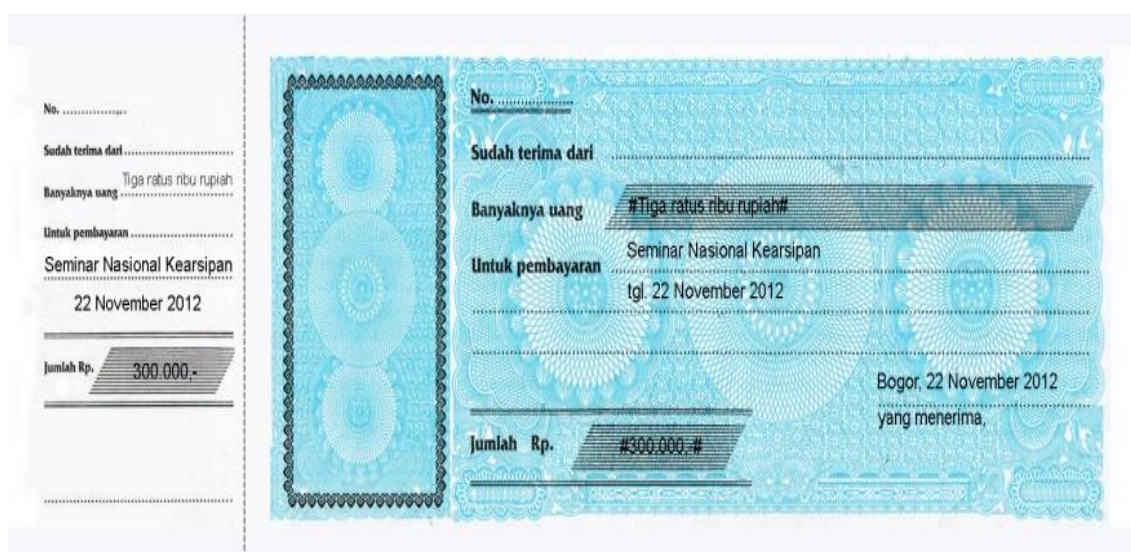 No. ................
Sudah terima dari ................
Banyaknya uang Tiga ratus ribu rupiah
Untuk pembayaran ................
Seminar Nasional Kearsipan
22 November 2012
Jumlah Rp. 300.000,-
No. ................
Sudah terima dari ................
Banyaknya uang #Tiga ratus ribu rupiah#
Untuk pembayaran Seminar Nasional Kearsipan
tgl. 22 November 2012
Bogor, 22 November 2012
yang menerima,
Jumlah Rp. #300.000,-#